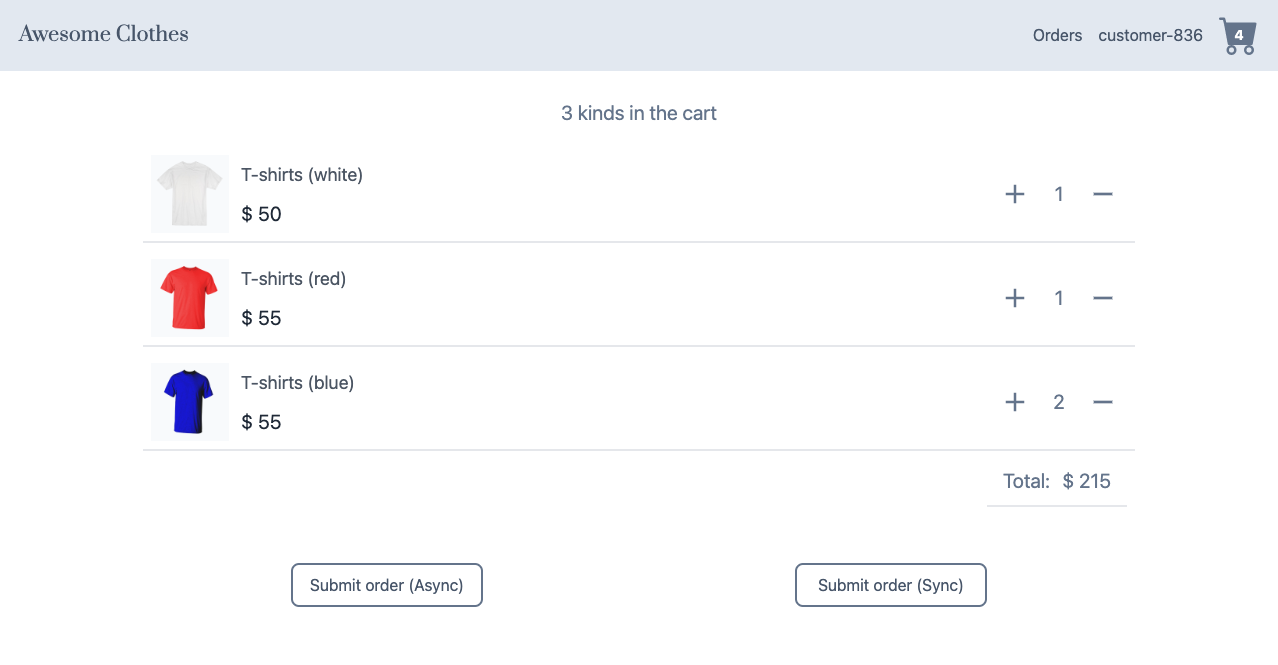 Awesome Clothes
Orders customer-836 4
3 kinds in the cart
T-shirts (white)
$ 50
1
T-shirts (red)
$ 55
1
T-shirts (blue)
$ 55
2
Total: $ 215
Submit order (Async)
Submit order (Sync)